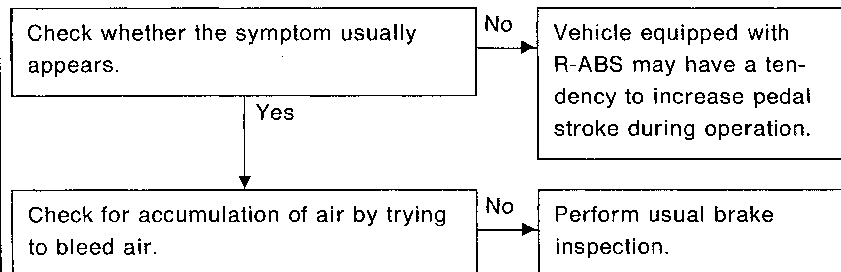 Check whether the symptom usually
appears.
No
Vehicle equipped with
R-ABS may have a ten-
dency to increase pedal
stroke during operation.
Yes
Check for accumulation of air by trying
to bleed air.
No
Perform usual brake
inspection.